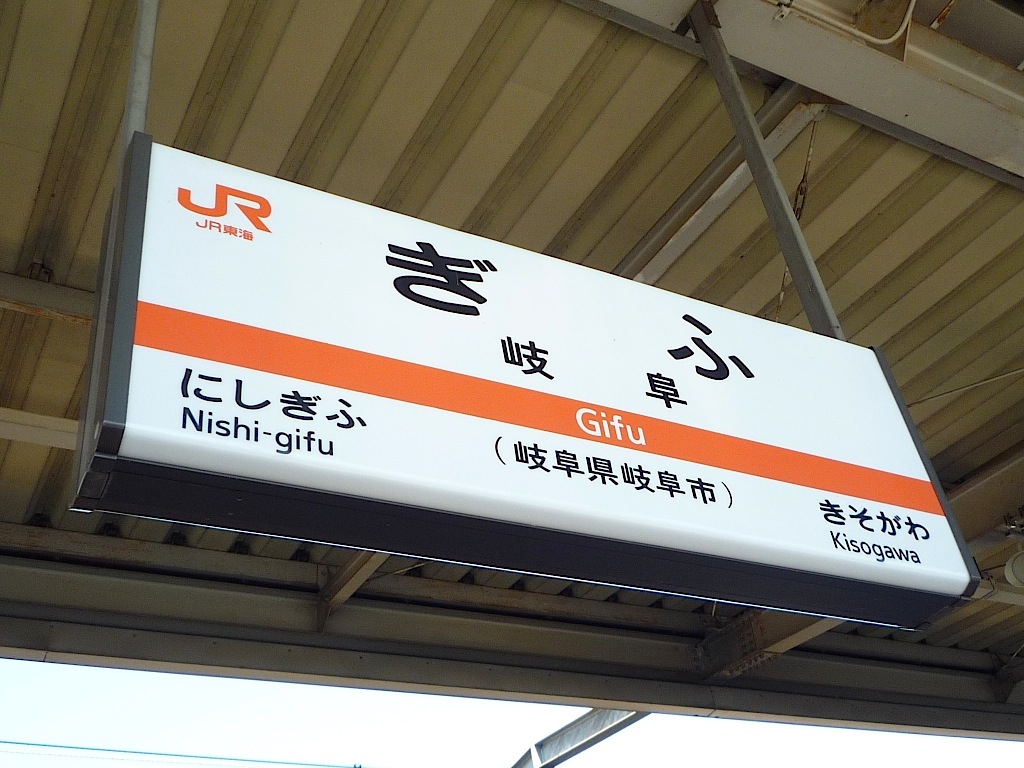 JR
JR東海
ぎふ
岐阜
Gifu
(岐阜県岐阜市)
にしぎふ
Nishi-gifu
きそがわ
Kisogawa